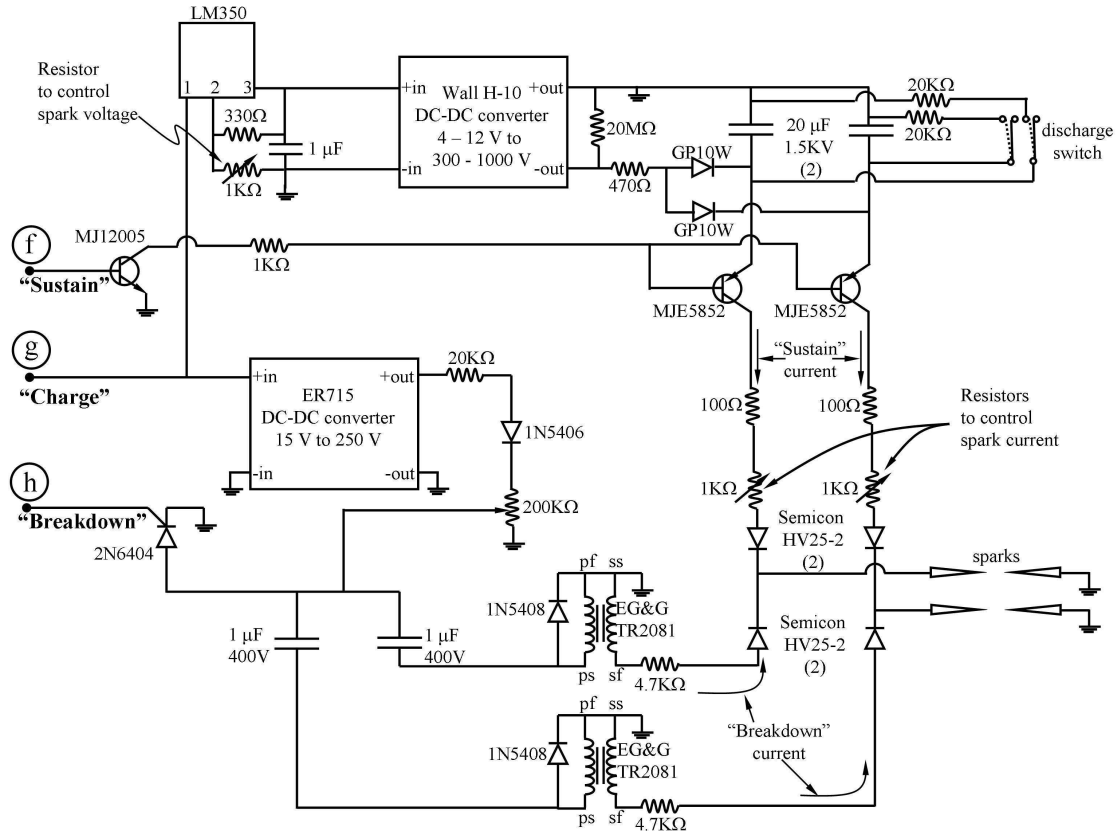 LM350
1 2 3
Resistor
to control
spark voltage
330Ω
1KΩ
1 μF
+in
-in
Wall H-10
DC-DC converter
4 – 12 V to
300 - 1000 V
+out
-out
20MΩ
470Ω
GP10W
GP10W
20 μF
1.5KV
(2)
20KΩ
20KΩ
discharge
switch
f
“Sustain”
MJ12005
1KΩ
MJE5852
MJE5852
g
“Charge”
+in
-in
ER715
DC-DC converter
15 V to 250 V
+out
-out
20KΩ
1N5406
200KΩ
“Sustain”
current
100Ω
100Ω
Resistors
to control
spark current
1KΩ
1KΩ
h
“Breakdown”
2N6404
Semicon
HV25-2
(2)
sparks
1 μF
400V
1 μF
400V
pf ss
1N5408
EG&G
TR2081
ps sf
4.7KΩ
Semicon
HV25-2
(2)
pf ss
1N5408
EG&G
TR2081
ps sf
4.7KΩ
“Breakdown”
current